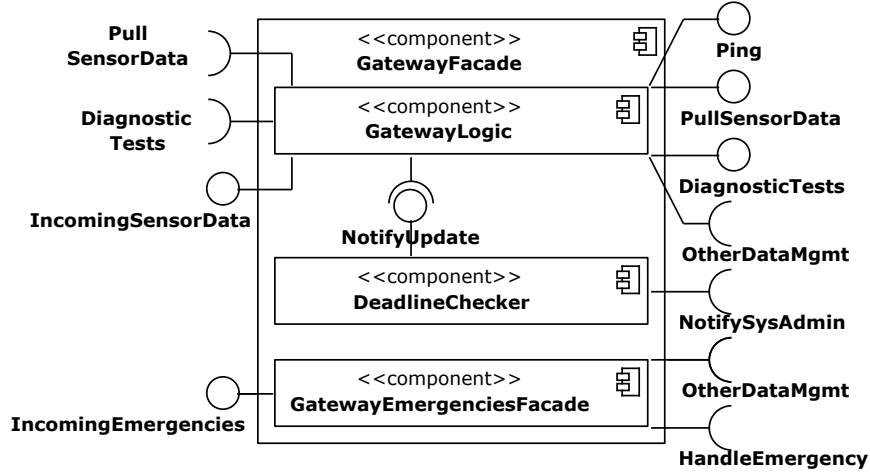 Pull
SensorData
<<component>>
GatewayFacade
Ping
Diagnostic
Tests
<<component>>
GatewayLogic
PullSensorData
IncomingSensorData
DiagnosticTests
NotifyUpdate
OtherDataMgmt
<<component>>
DeadlineChecker
NotifySysAdmin
<<component>>
GatewayEmergenciesFacade
OtherDataMgmt
IncomingEmergencies
HandleEmergency